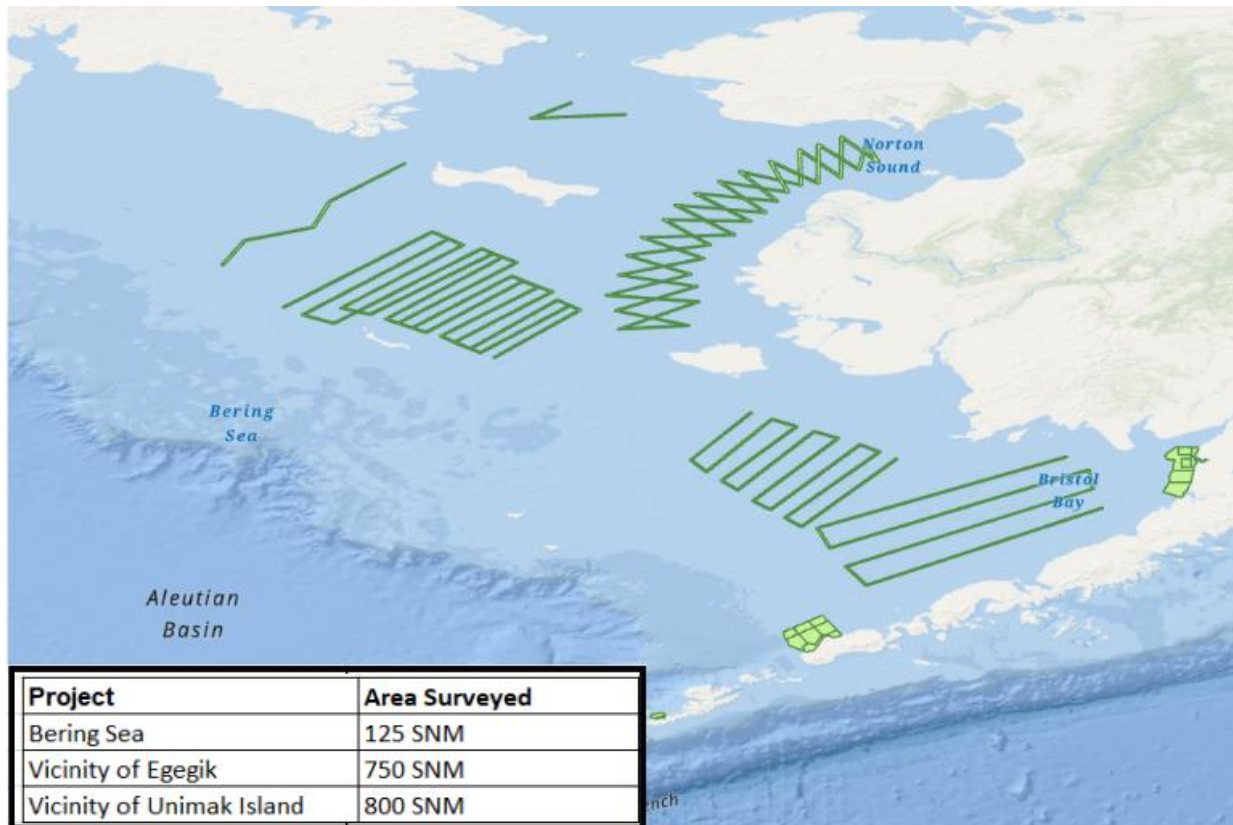 Norton
Sound
Bering
Sea
Bristol
Bay
Aleutian
Basin
Project Area Surveyed
Bering Sea 125 SNM
Vicinity of Egegik 750 SNM
Vicinity of Unimak Island 800 SNM
ench